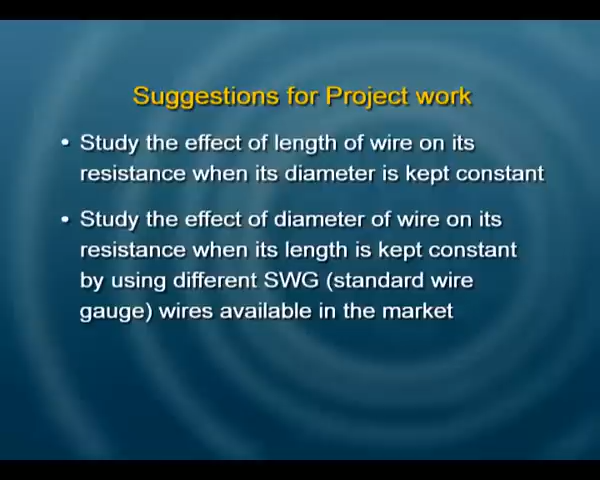 Suggestions for Project work
• Study the effect of length of wire on its
resistance when its diameter is kept constant
• Study the effect of diameter of wire on its
resistance when its length is kept constant
by using different SWG (standard wire
gauge) wires available in the market